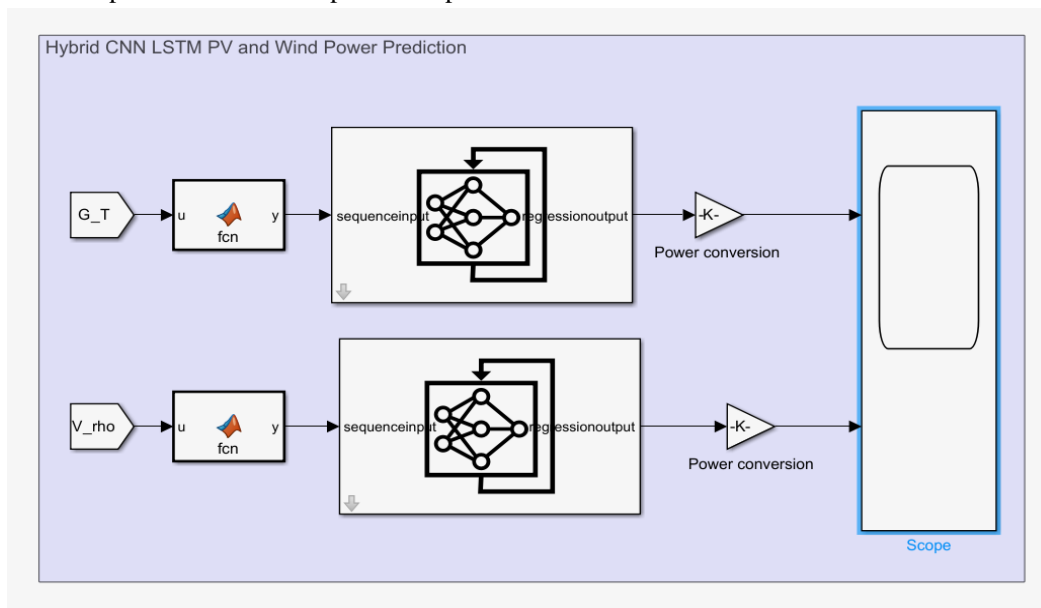 Hybrid CNN LSTM PV and Wind Power Prediction
G_T
u
y
fcn
sequenceinput
regressionoutput
-K-
Power conversion
V_rho
u
y
fcn
sequenceinput
regressionoutput
-K-
Power conversion
Scope